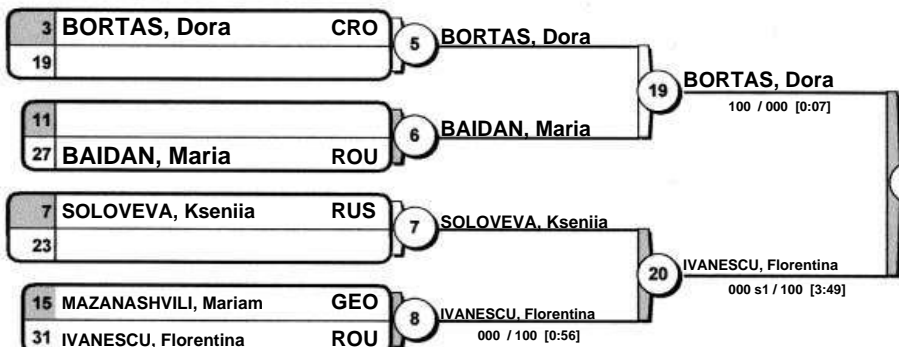 3 BORTAS, Dora CRO
19
5
BORTAS, Dora
11
27 BAIDAN, Maria ROU
6
BAIDAN, Maria
19
BORTAS, Dora
100 / 000 [0:07]
7 SOLOVEVA, Kseniia RUS
23
7
SOLOVEVA, Kseniia
15 MAZANASHVILI, Mariam GEO
31 IVANESCU, Florentina ROU
8
IVANESCU, Florentina
000 / 100 [0:56]
20
IVANESCU, Florentina
000 s1 / 100 [3:49]